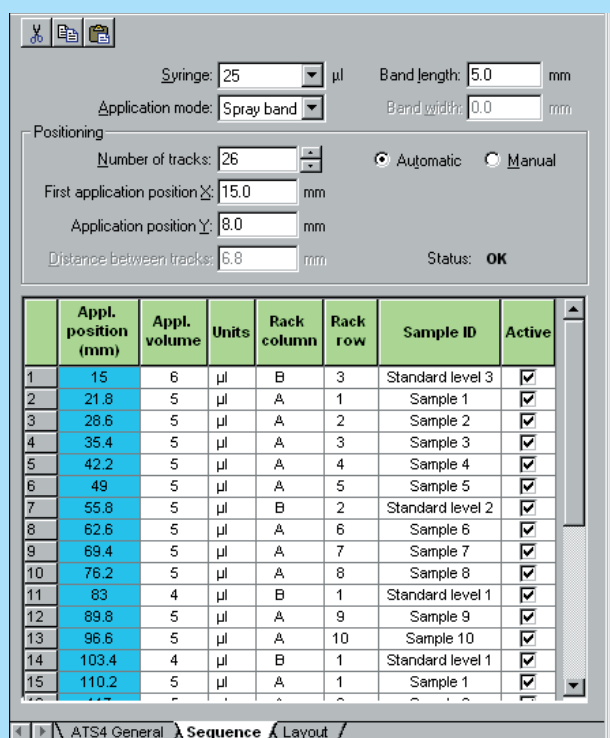 Syringe: 25 µl Band length: 5.0 mm
Application mode: Spray band Band width: 0.0 mm
Positioning
Number of tracks: 26 Automatic Manual
First application position X: 15.0 mm
Application position Y: 8.0 mm
Distance between tracks: 6.8 mm Status: OK
Appl. position (mm) Appl. volume Units Rack column Rack row Sample ID Active
1 15 6 µl B 3 Standard level 3
2 21.8 5 µl A 1 Sample 1
3 28.6 5 µl A 2 Sample 2
4 35.4 5 µl A 3 Sample 3
5 42.2 5 µl A 4 Sample 4
6 49 5 µl A 5 Sample 5
7 55.8 5 µl B 2 Standard level 2
8 62.6 5 µl A 6 Sample 6
9 69.4 5 µl A 7 Sample 7
10 76.2 5 µl A 8 Sample 8
11 83 4 µl B 1 Standard level 1
12 89.8 5 µl A 9 Sample 9
13 96.6 5 µl A 10 Sample 10
14 103.4 4 µl B 1 Standard level 1
15 110.2 5 µl A 1 Sample 1
ATS4 General Sequence Layout